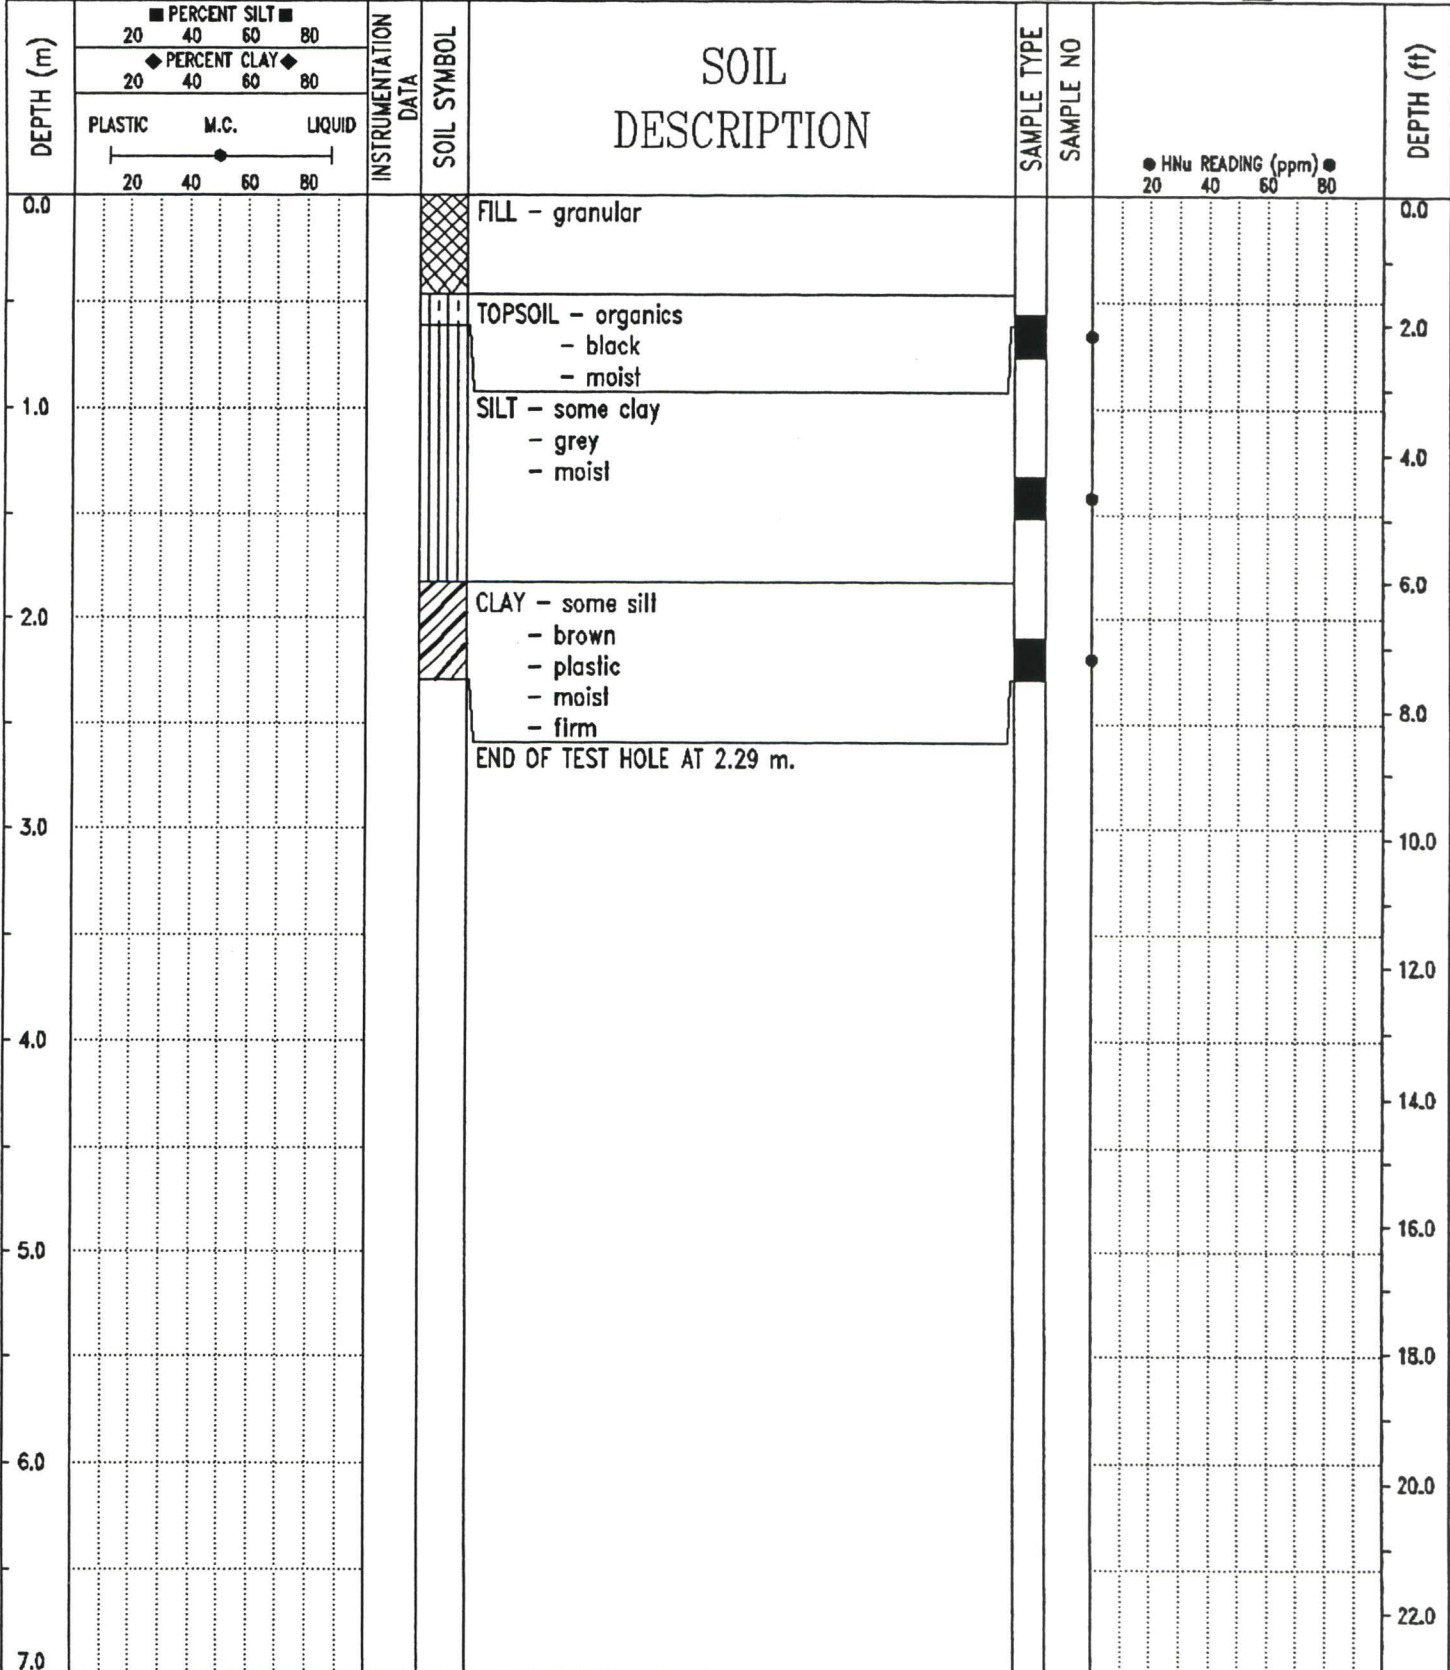 DEPTH (m)
■ PERCENT SILT ■
20 40 60 80
◆ PERCENT CLAY ◆
20 40 60 80
PLASTIC M.C. LIQUID
20 40 60 80
INSTRUMENTATION
DATA
SOIL SYMBOL
SOIL
DESCRIPTION
SAMPLE TYPE
SAMPLE NO
● HNu READING (ppm) ●
20 40 60 80
DEPTH (ft)
0.0
1.0
2.0
3.0
4.0
5.0
6.0
7.0
FILL - granular
TOPSOIL - organics
- black
- moist
SILT - some clay
- grey
- moist
CLAY - some silt
- brown
- plastic
- moist
- firm
END OF TEST HOLE AT 2.29 m.
0.0
2.0
4.0
6.0
8.0
10.0
12.0
14.0
16.0
18.0
20.0
22.0